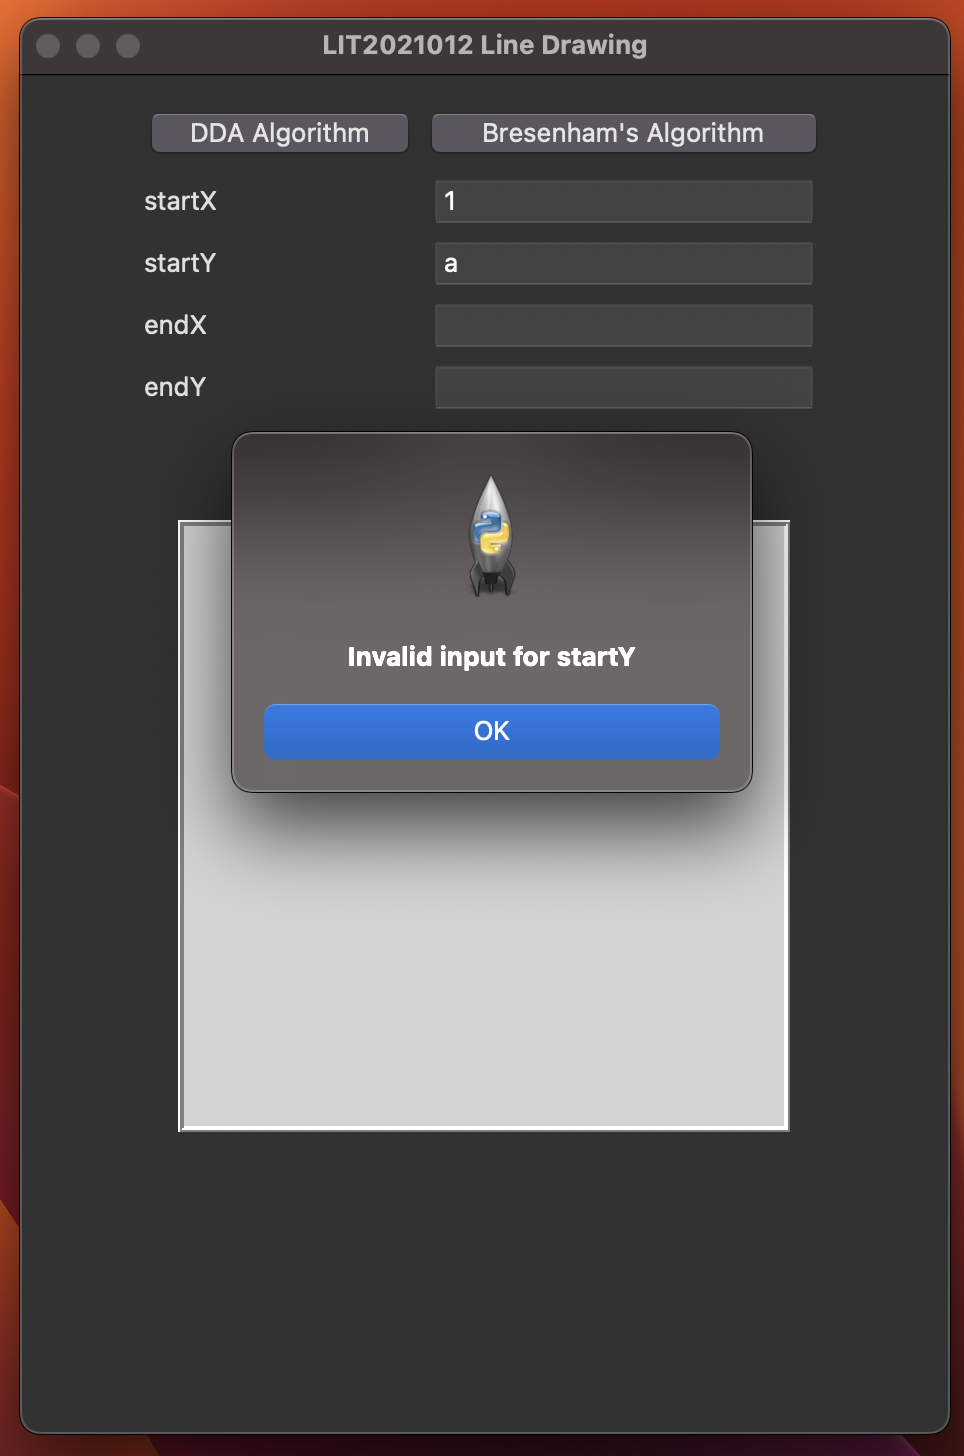 LIT2021012 Line Drawing
DDA Algorithm Bresenham's Algorithm
startX 1
startY a
endX
endY
Invalid input for startY
OK